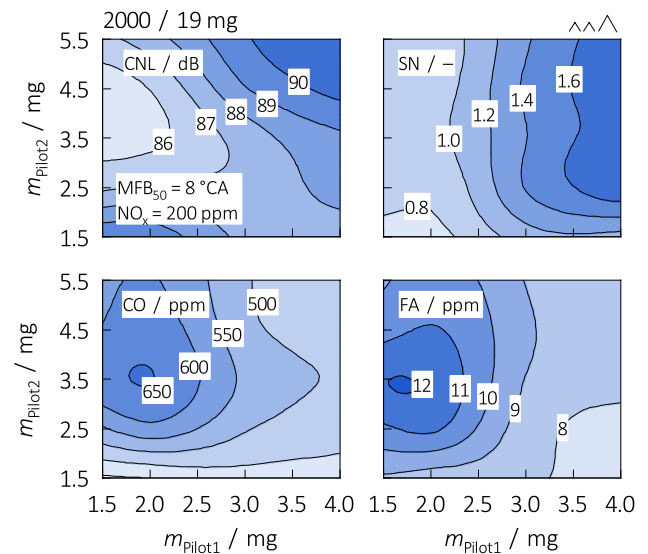 2000 / 19 mg
5.5
4.5
3.5
2.5
1.5
m_Pilot2 / mg
CNL / dB
90
89
88
87
86
MFB_50 = 8 °CA
NO_x = 200 ppm
SN / –
1.6
1.4
1.2
1.0
0.8
5.5
4.5
3.5
2.5
1.5
m_Pilot2 / mg
CO / ppm
500
550
600
650
1.5 2.0 2.5 3.0 3.5 4.0
m_Pilot1 / mg
FA / ppm
12
11
10
9
8
1.5 2.0 2.5 3.0 3.5 4.0
m_Pilot1 / mg